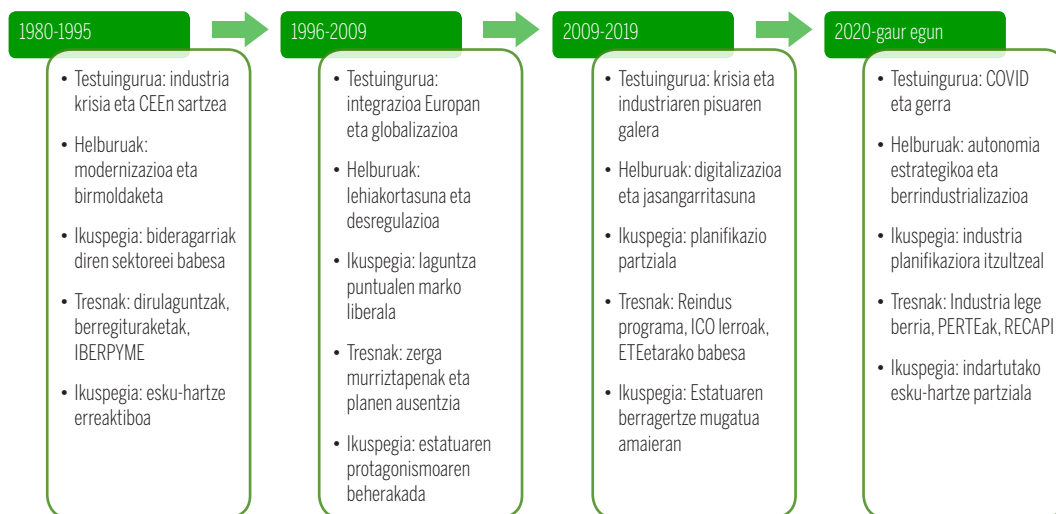 1980-1995
• Testuingurua: industria
krisia eta CEEn sartzea
• Helburuak:
modernizazioa eta
birmoldaketa
• Ikuspegia: bideragarriak
diren sektoreei babesa
• Tresnak: dirulaguntzak,
berregituraketak,
IBERPYME
• Ikuspegia: esku-hartze
erreaktiboa
1996-2009
• Testuingurua:
integrazioa Europan
eta globalizazioa
• Helburuak:
lehiakortasuna eta
desregulazioa
• Ikuspegia: laguntza
puntualen marko
liberala
• Tresnak: zerga
murriztapenak eta
planen ausentzia
• Ikuspegia: estatuaren
protagonismoaren
beherakada
2009-2019
• Testuingurua: krisia eta
industriaren pisuaren
galera
• Helburuak: digitalizazioa
eta jasangarritasuna
• Ikuspegia: planifikazio
partziala
• Tresnak: Reindus
programa, ICO lerroak,
ETEetarako babesa
• Ikuspegia: Estatuaren
berragertze mugatua
amaieran
2020-gaur egun
• Testuingurua: COVID
eta gerra
• Helburuak: autonomia
estrategikoa eta
berrindustrializazioa
• Ikuspegia: industria
planifikaziora itzultzeal
• Tresnak: Industria lege
berria, PERTEak, RECAPI
• Ikuspegia: indartutako
esku-hartze partziala